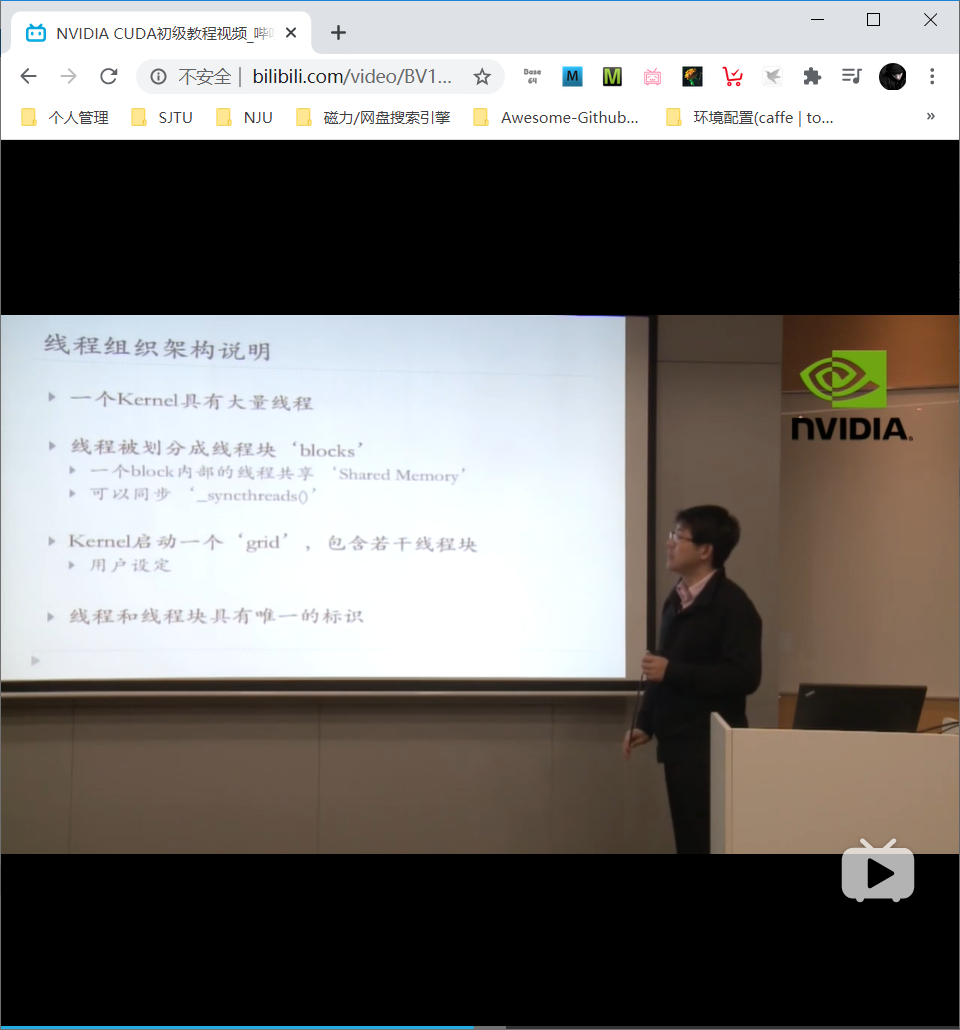 NVIDIA CUDA初级教程视频_哔
不安全 | bilibili.com/video/BV1...
Base 64
M
M
个人管理
SJTU
NJU
磁力/网盘搜索引擎
Awesome-Github...
环境配置(caffe | to...
»
线程组织架构说明
一个Kernel具有大量线程
线程被划分成线程块‘blocks’
一个block内部的线程共享‘Shared Memory’
可以同步‘_syncthreads()’
Kernel启动一个‘grid’，包含若干线程块
用户设定
线程和线程块具有唯一的标识
NVIDIA.